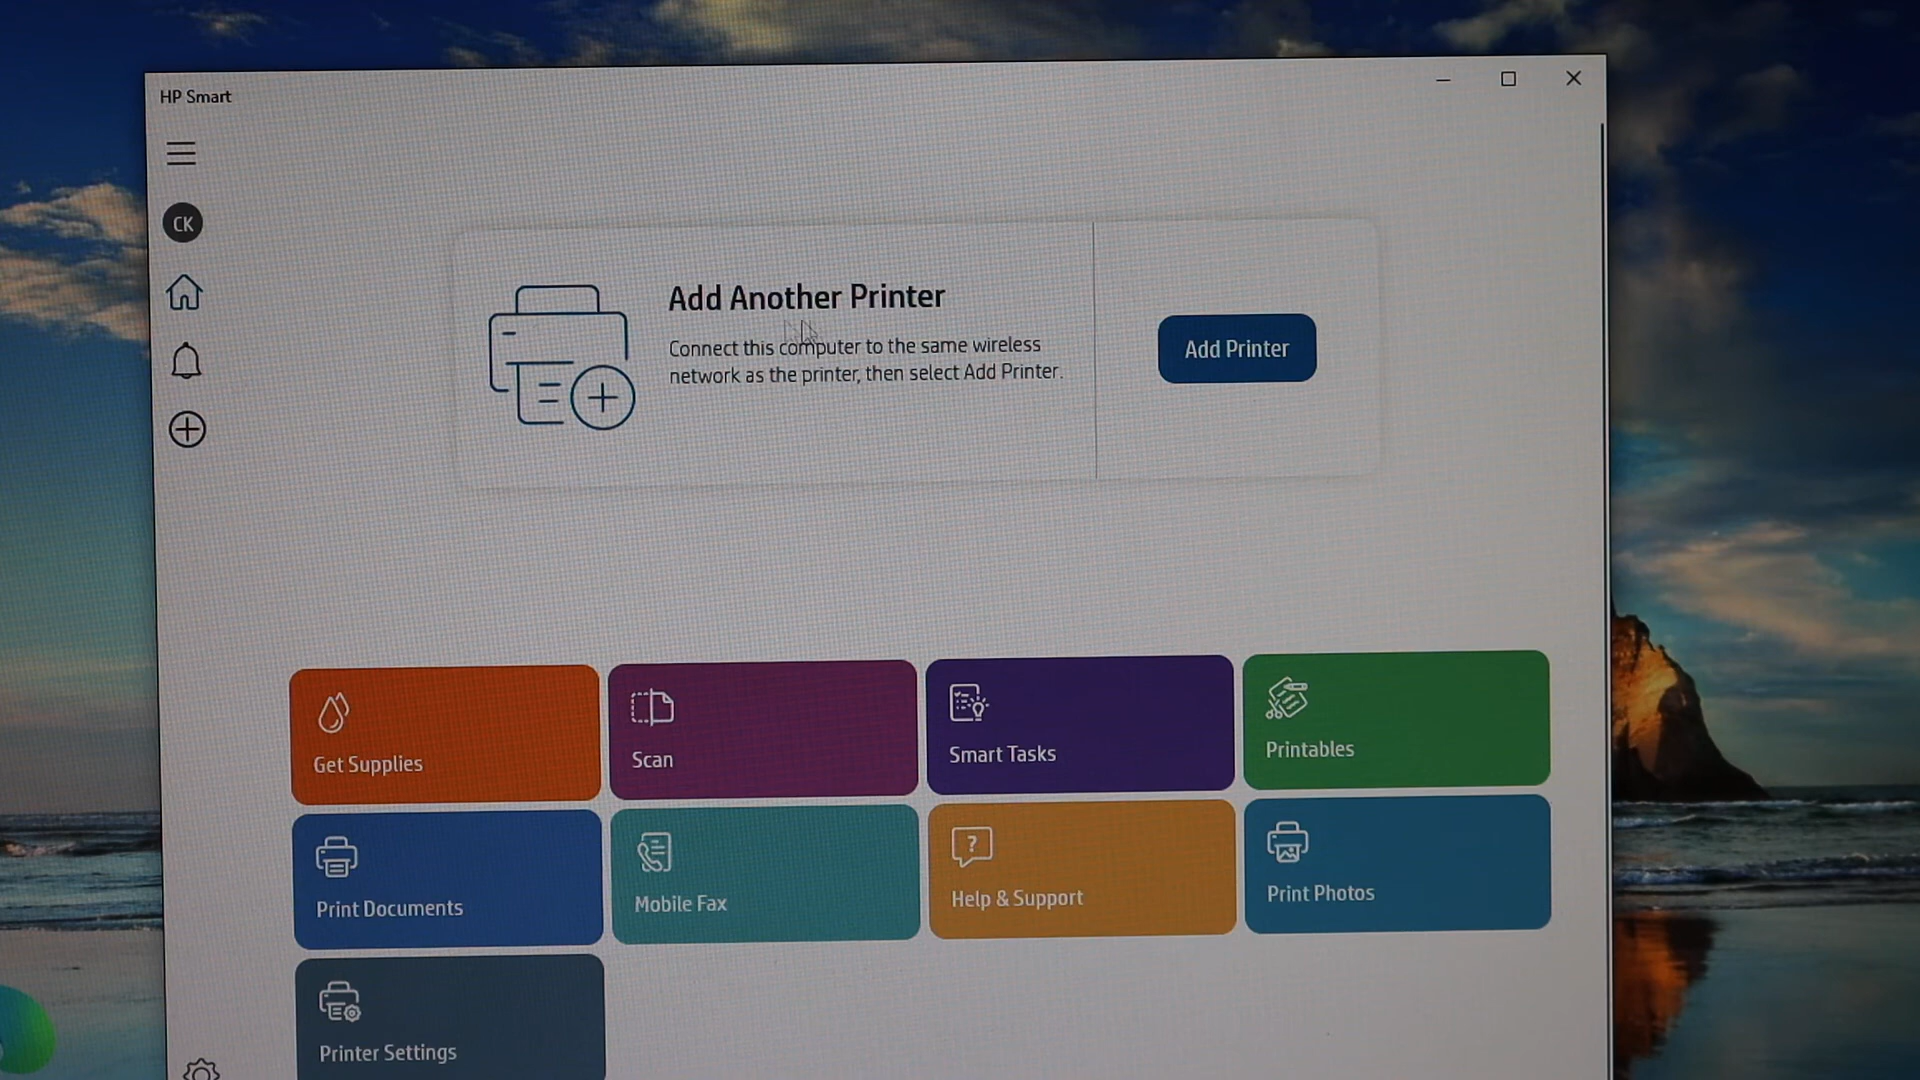 HP Smart
CK
Add Another Printer
Connect this computer to the same wireless
network as the printer, then select Add Printer.
Add Printer
Get Supplies
Scan
Smart Tasks
Printables
Print Documents
Mobile Fax
Help & Support
Print Photos
Printer Settings